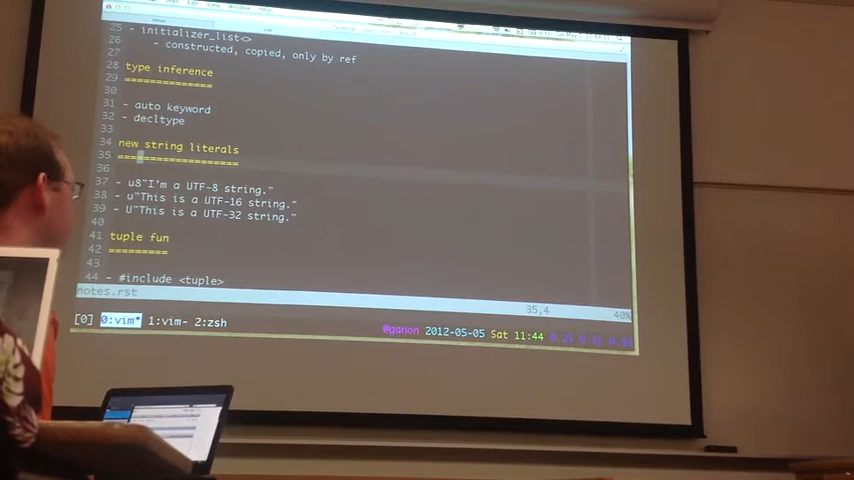 25 - initializer_list<>
26 - constructed, copied, only by ref
27
28 type inference
29 ==============
30
31 - auto keyword
32 - decltype
33
34 new string literals
35 ===================
36
37 - u8"I'm a UTF-8 string."
38 - u"This is a UTF-16 string."
39 - U"This is a UTF-32 string."
40
41 tuple fun
42 =========
43
44 - #include <tuple>
notes.rst 35,4 40%
[0] 0:vim* 1:vim- 2:zsh @garion 2012-05-05 Sat 11:44